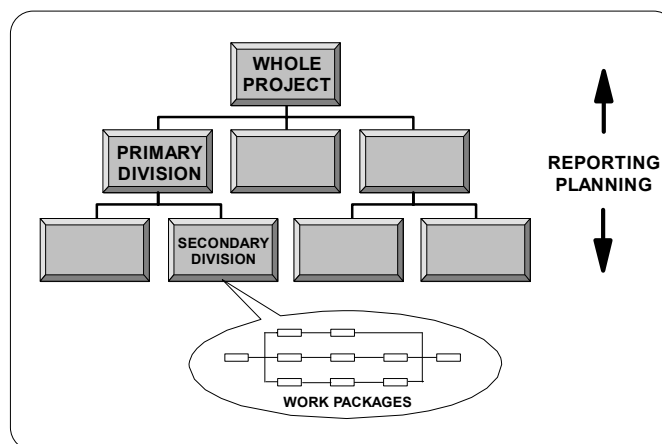 WHOLE
PROJECT
PRIMARY
DIVISION
REPORTING
PLANNING
SECONDARY
DIVISION
WORK PACKAGES